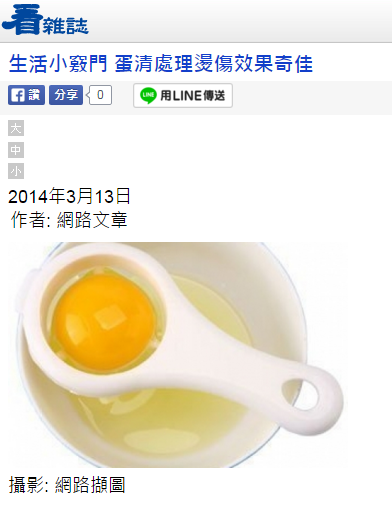 看雜誌
生活小竅門 蛋清處理燙傷效果奇佳
讚 分享 0 用LINE傳送
大
中
小
2014年3月13日
作者: 網路文章
攝影: 網路擷圖